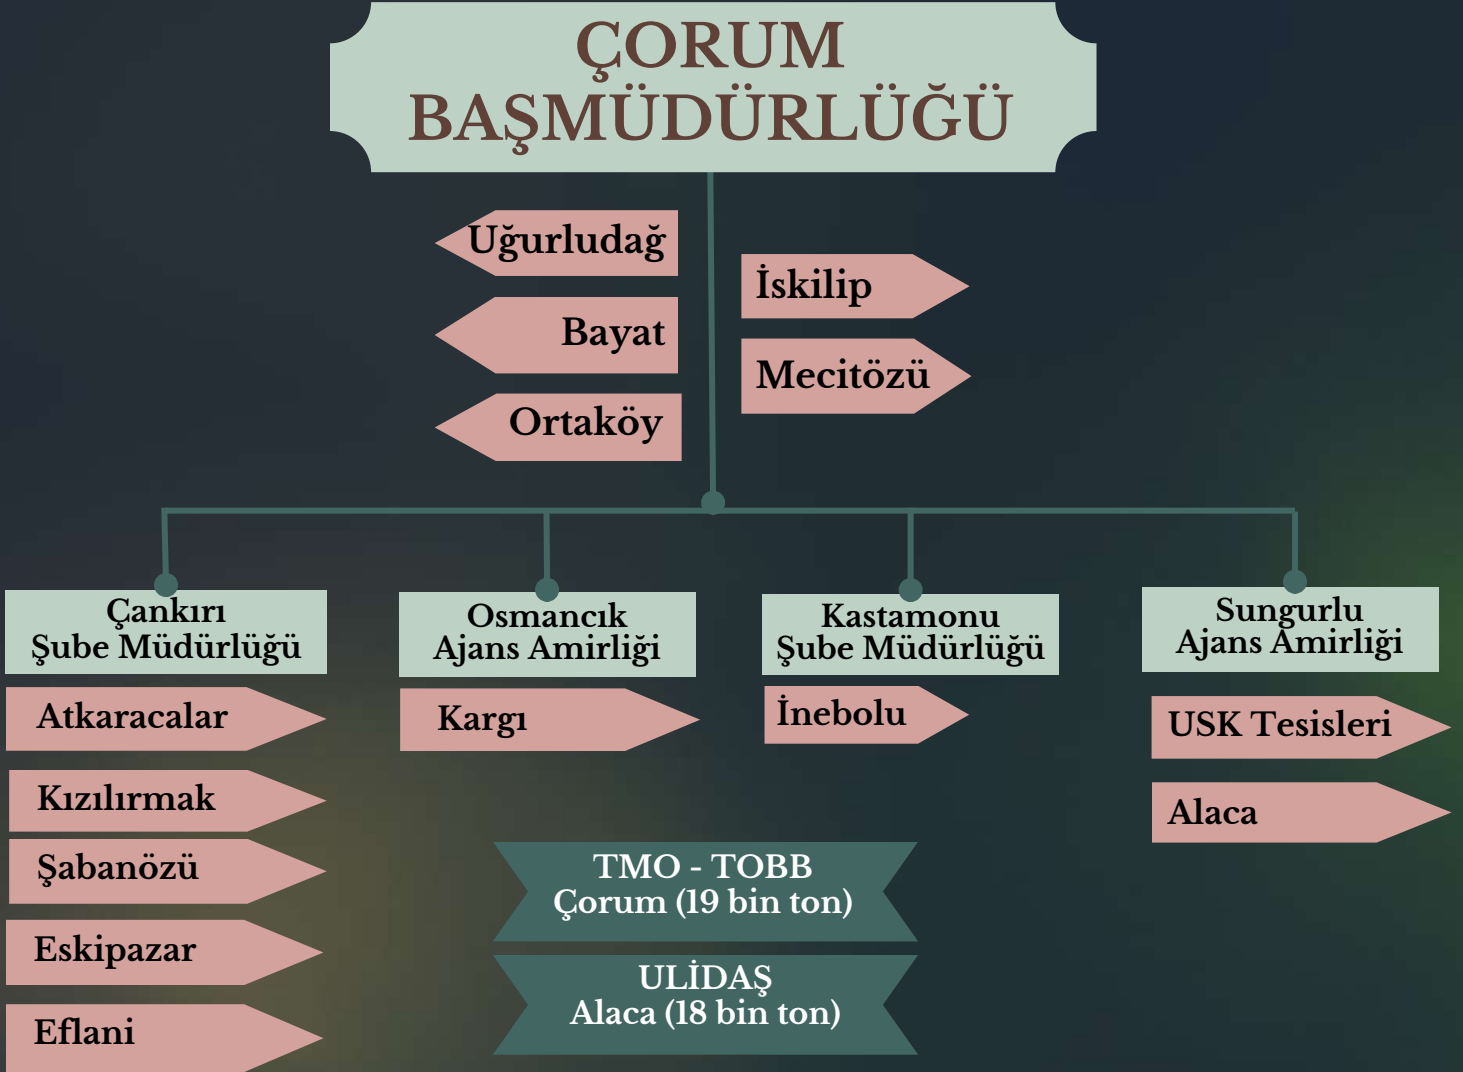 ÇORUM
BAŞMÜDÜRLÜĞÜ
Uğurludağ
Bayat
Ortaköy
İskilip
Mecitözü
Çankırı
Şube Müdürlüğü
Atkaracalar
Kızılırmak
Şabanözü
Eskipazar
Eflani
Osmancık
Ajans Amirliği
Kargı
Kastamonu
Şube Müdürlüğü
İnebolu
Sungurlu
Ajans Amirliği
USK Tesisleri
Alaca
TMO - TOBB
Çorum (19 bin ton)
ULİDAŞ
Alaca (18 bin ton)